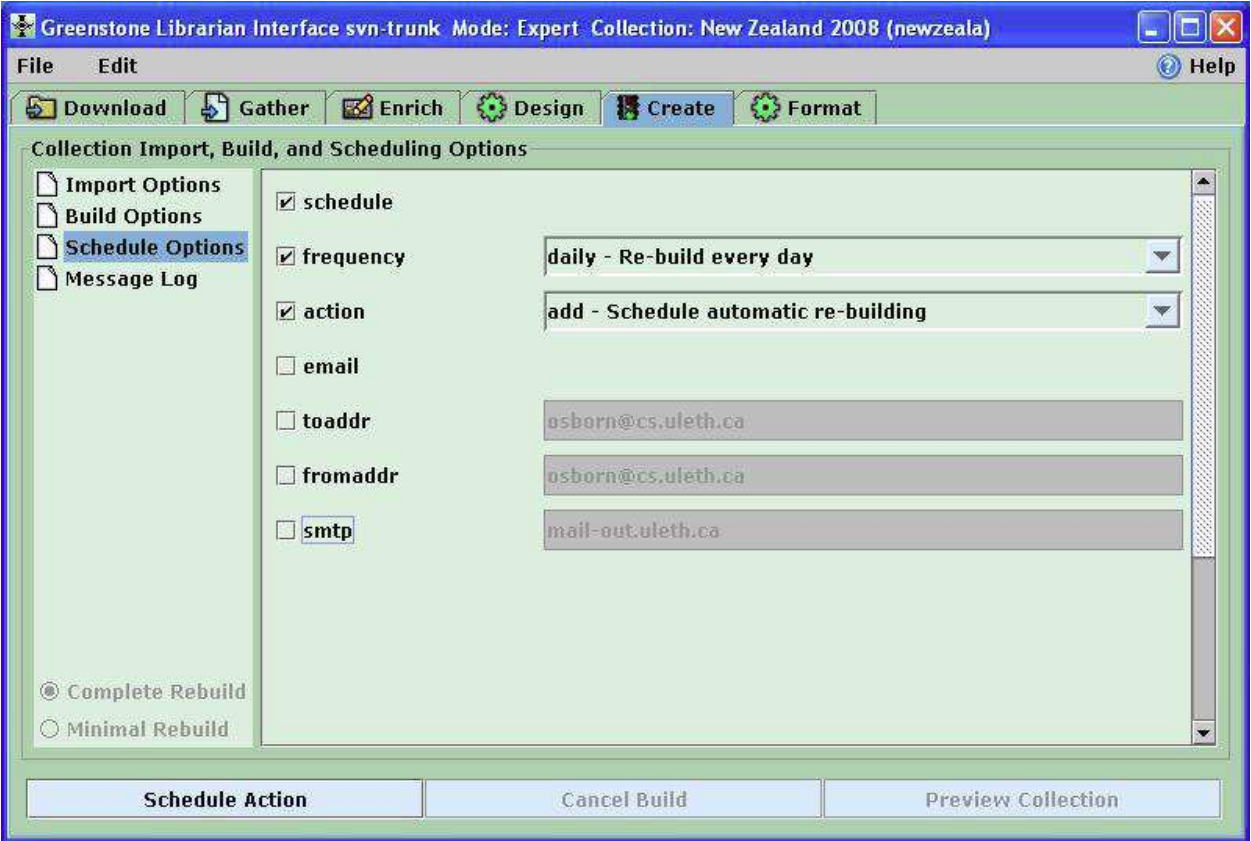 Greenstone Librarian Interface svn-trunk Mode: Expert Collection: New Zealand 2008 (newzeala)
File Edit Help
Download Gather Enrich Design Create Format
Collection Import, Build, and Scheduling Options
Import Options
Build Options
Schedule Options
Message Log
schedule
frequency daily - Re-build every day
action add - Schedule automatic re-building
email
toaddr osborn@cs.uleth.ca
fromaddr osborn@cs.uleth.ca
smtp mail-out.uleth.ca
Complete Rebuild
Minimal Rebuild
Schedule Action Cancel Build Preview Collection